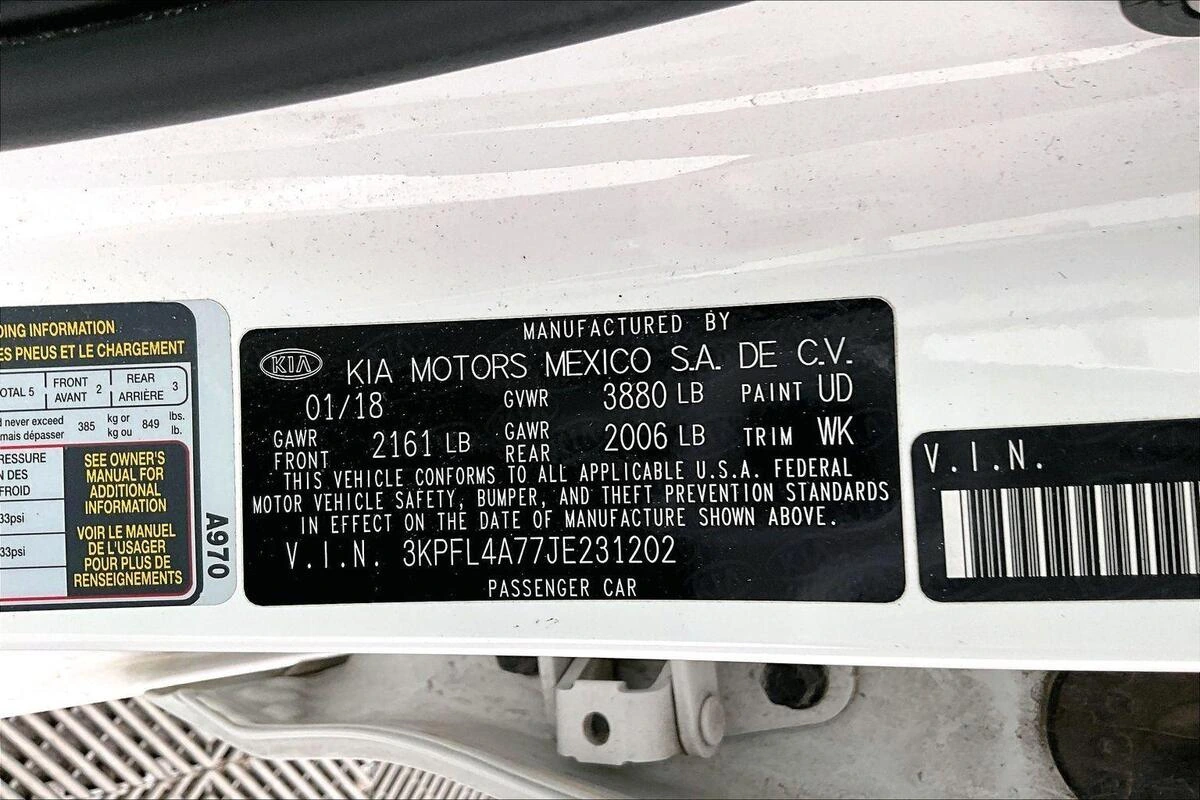 DING INFORMATION
ES PNEUS ET LE CHARGEMENT
OTAL 5 FRONT AVANT 2 REAR ARRIÈRE 3
d never exceed
mais dépasser 385 kg or kg ou 849 lbs. lb.
RESSURE
N DES
FROID
33psi
33psi
SEE OWNER'S
MANUAL FOR
ADDITIONAL
INFORMATION
VOIR LE MANUEL
DE L'USAGER
POUR PLUS DE
RENSEIGNEMENTS
A970
MANUFACTURED BY
KIA KIA MOTORS MEXICO S.A. DE C.V.
01/18 GVWR 3880 LB PAINT UD
GAWR FRONT 2161 LB GAWR REAR 2006 LB TRIM WK
THIS VEHICLE CONFORMS TO ALL APPLICABLE U.S.A. FEDERAL
MOTOR VEHICLE SAFETY, BUMPER, AND THEFT PREVENTION STANDARDS
IN EFFECT ON THE DATE OF MANUFACTURE SHOWN ABOVE.
V.I.N. 3KPFL4A77JE231202
PASSENGER CAR
V.I.N.